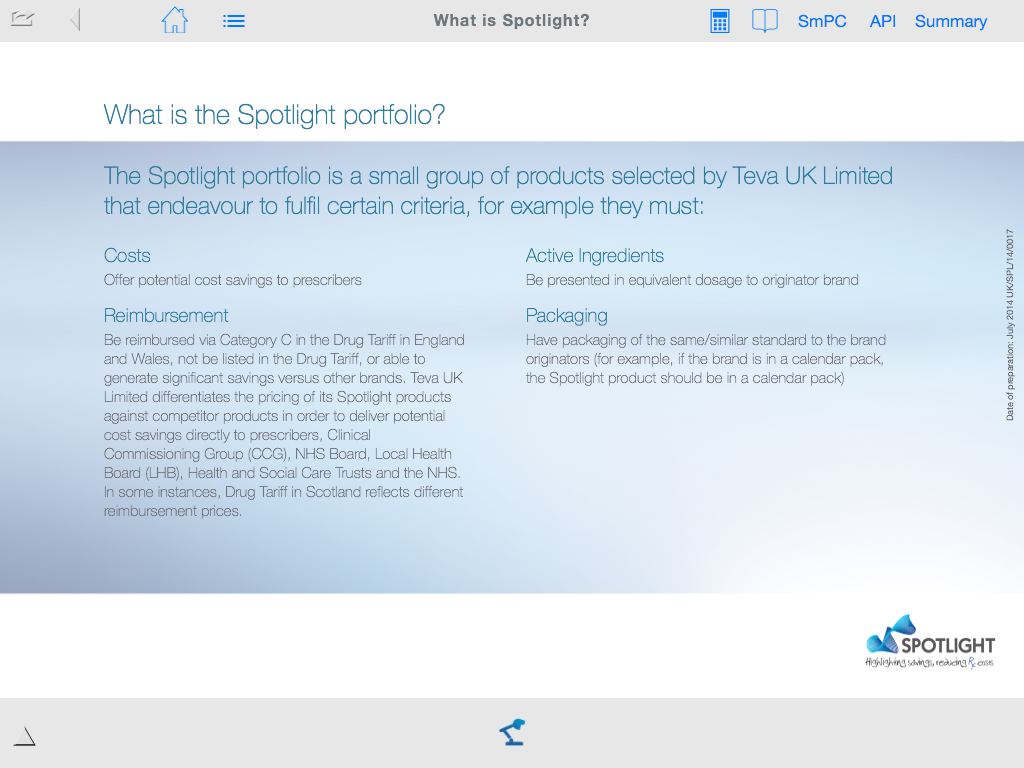 What is Spotlight?
SmPC
API
Summary
What is the Spotlight portfolio?
The Spotlight portfolio is a small group of products selected by Teva UK Limited
that endeavour to fulfil certain criteria, for example they must:
Costs
Offer potential cost savings to prescribers
Reimbursement
Be reimbursed via Category C in the Drug Tariff in England
and Wales, not be listed in the Drug Tariff, or able to
generate significant savings versus other brands. Teva UK
Limited differentiates the pricing of its Spotlight products
against competitor products in order to deliver potential
cost savings directly to prescribers, Clinical
Commissioning Group (CCG), NHS Board, Local Health
Board (LHB), Health and Social Care Trusts and the NHS.
In some instances, Drug Tariff in Scotland reflects different
reimbursement prices.
Active Ingredients
Be presented in equivalent dosage to originator brand
Packaging
Have packaging of the same/similar standard to the brand
originators (for example, if the brand is in a calendar pack,
the Spotlight product should be in a calendar pack)
Date of preparation: July 2014 UK/SPL/14/0017
SPOTLIGHT
Highlighting savings, reducing Rx costs